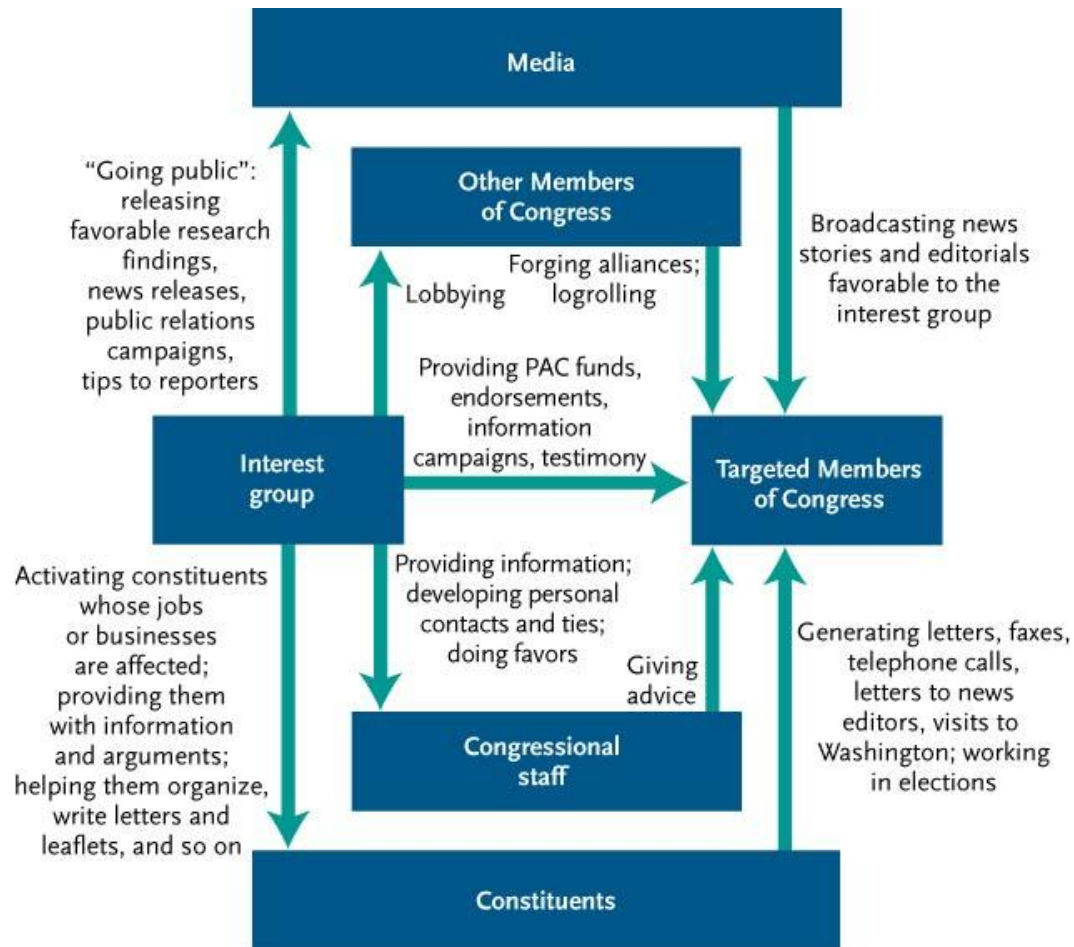 Media
“Going public”:
releasing
favorable research
findings,
news releases,
public relations
campaigns,
tips to reporters
Other Members
of Congress
Lobbying
Forging alliances;
logrolling
Broadcasting news
stories and editorials
favorable to the
interest group
Providing PAC funds,
endorsements,
information
campaigns, testimony
Interest
group
Targeted Members
of Congress
Activating constituents
whose jobs
or businesses
are affected;
providing them
with information
and arguments;
helping them organize,
write letters and
leaflets, and so on
Providing information;
developing personal
contacts and ties;
doing favors
Giving
advice
Generating letters, faxes,
telephone calls,
letters to news
editors, visits to
Washington; working
in elections
Congressional
staff
Constituents